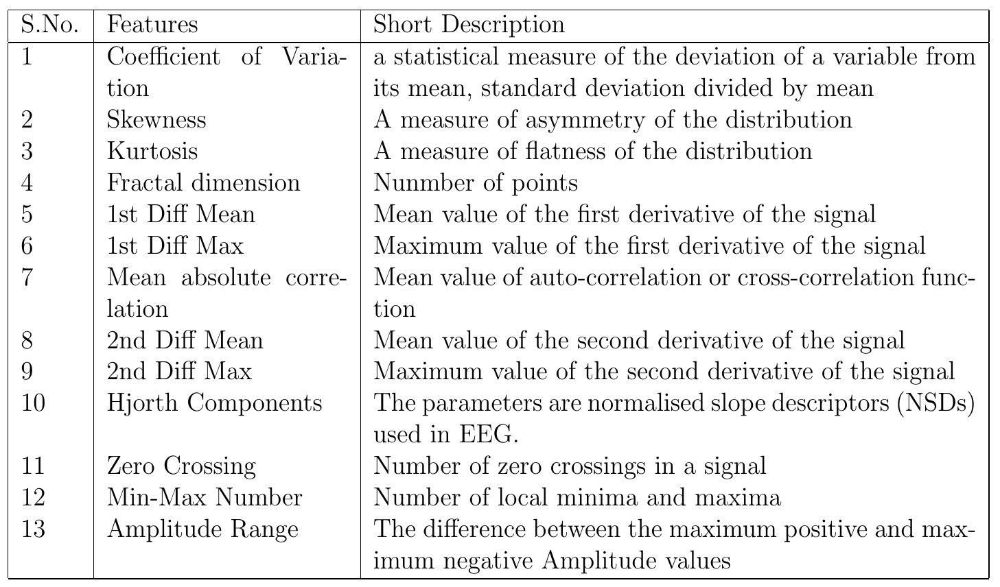 S.No. Features Short Description
1 Coefficient of Varia- a statistical measure of the deviation of a variable from
tion its mean, standard deviation divided by mean
2 Skewness A measure of asymmetry of the distribution
3 Kurtosis A measure of flatness of the distribution
4 Fractal dimension Nunmber of points
5 1st Diff Mean Mean value of the first derivative of the signal
6 1st Diff Max Maximum value of the first derivative of the signal
7 Mean absolute corre- Mean value of auto-correlation or cross-correlation func-
lation tion
8 2nd Diff Mean Mean value of the second derivative of the signal
9 2nd Diff Max Maximum value of the second derivative of the signal
10 Hjorth Components The parameters are normalised slope descriptors (NSDs)
used in EEG.
11 Zero Crossing Number of zero crossings in a signal
12 Min-Max Number Number of local minima and maxima
13 Amplitude Range The difference between the maximum positive and max-
imum negative Amplitude values